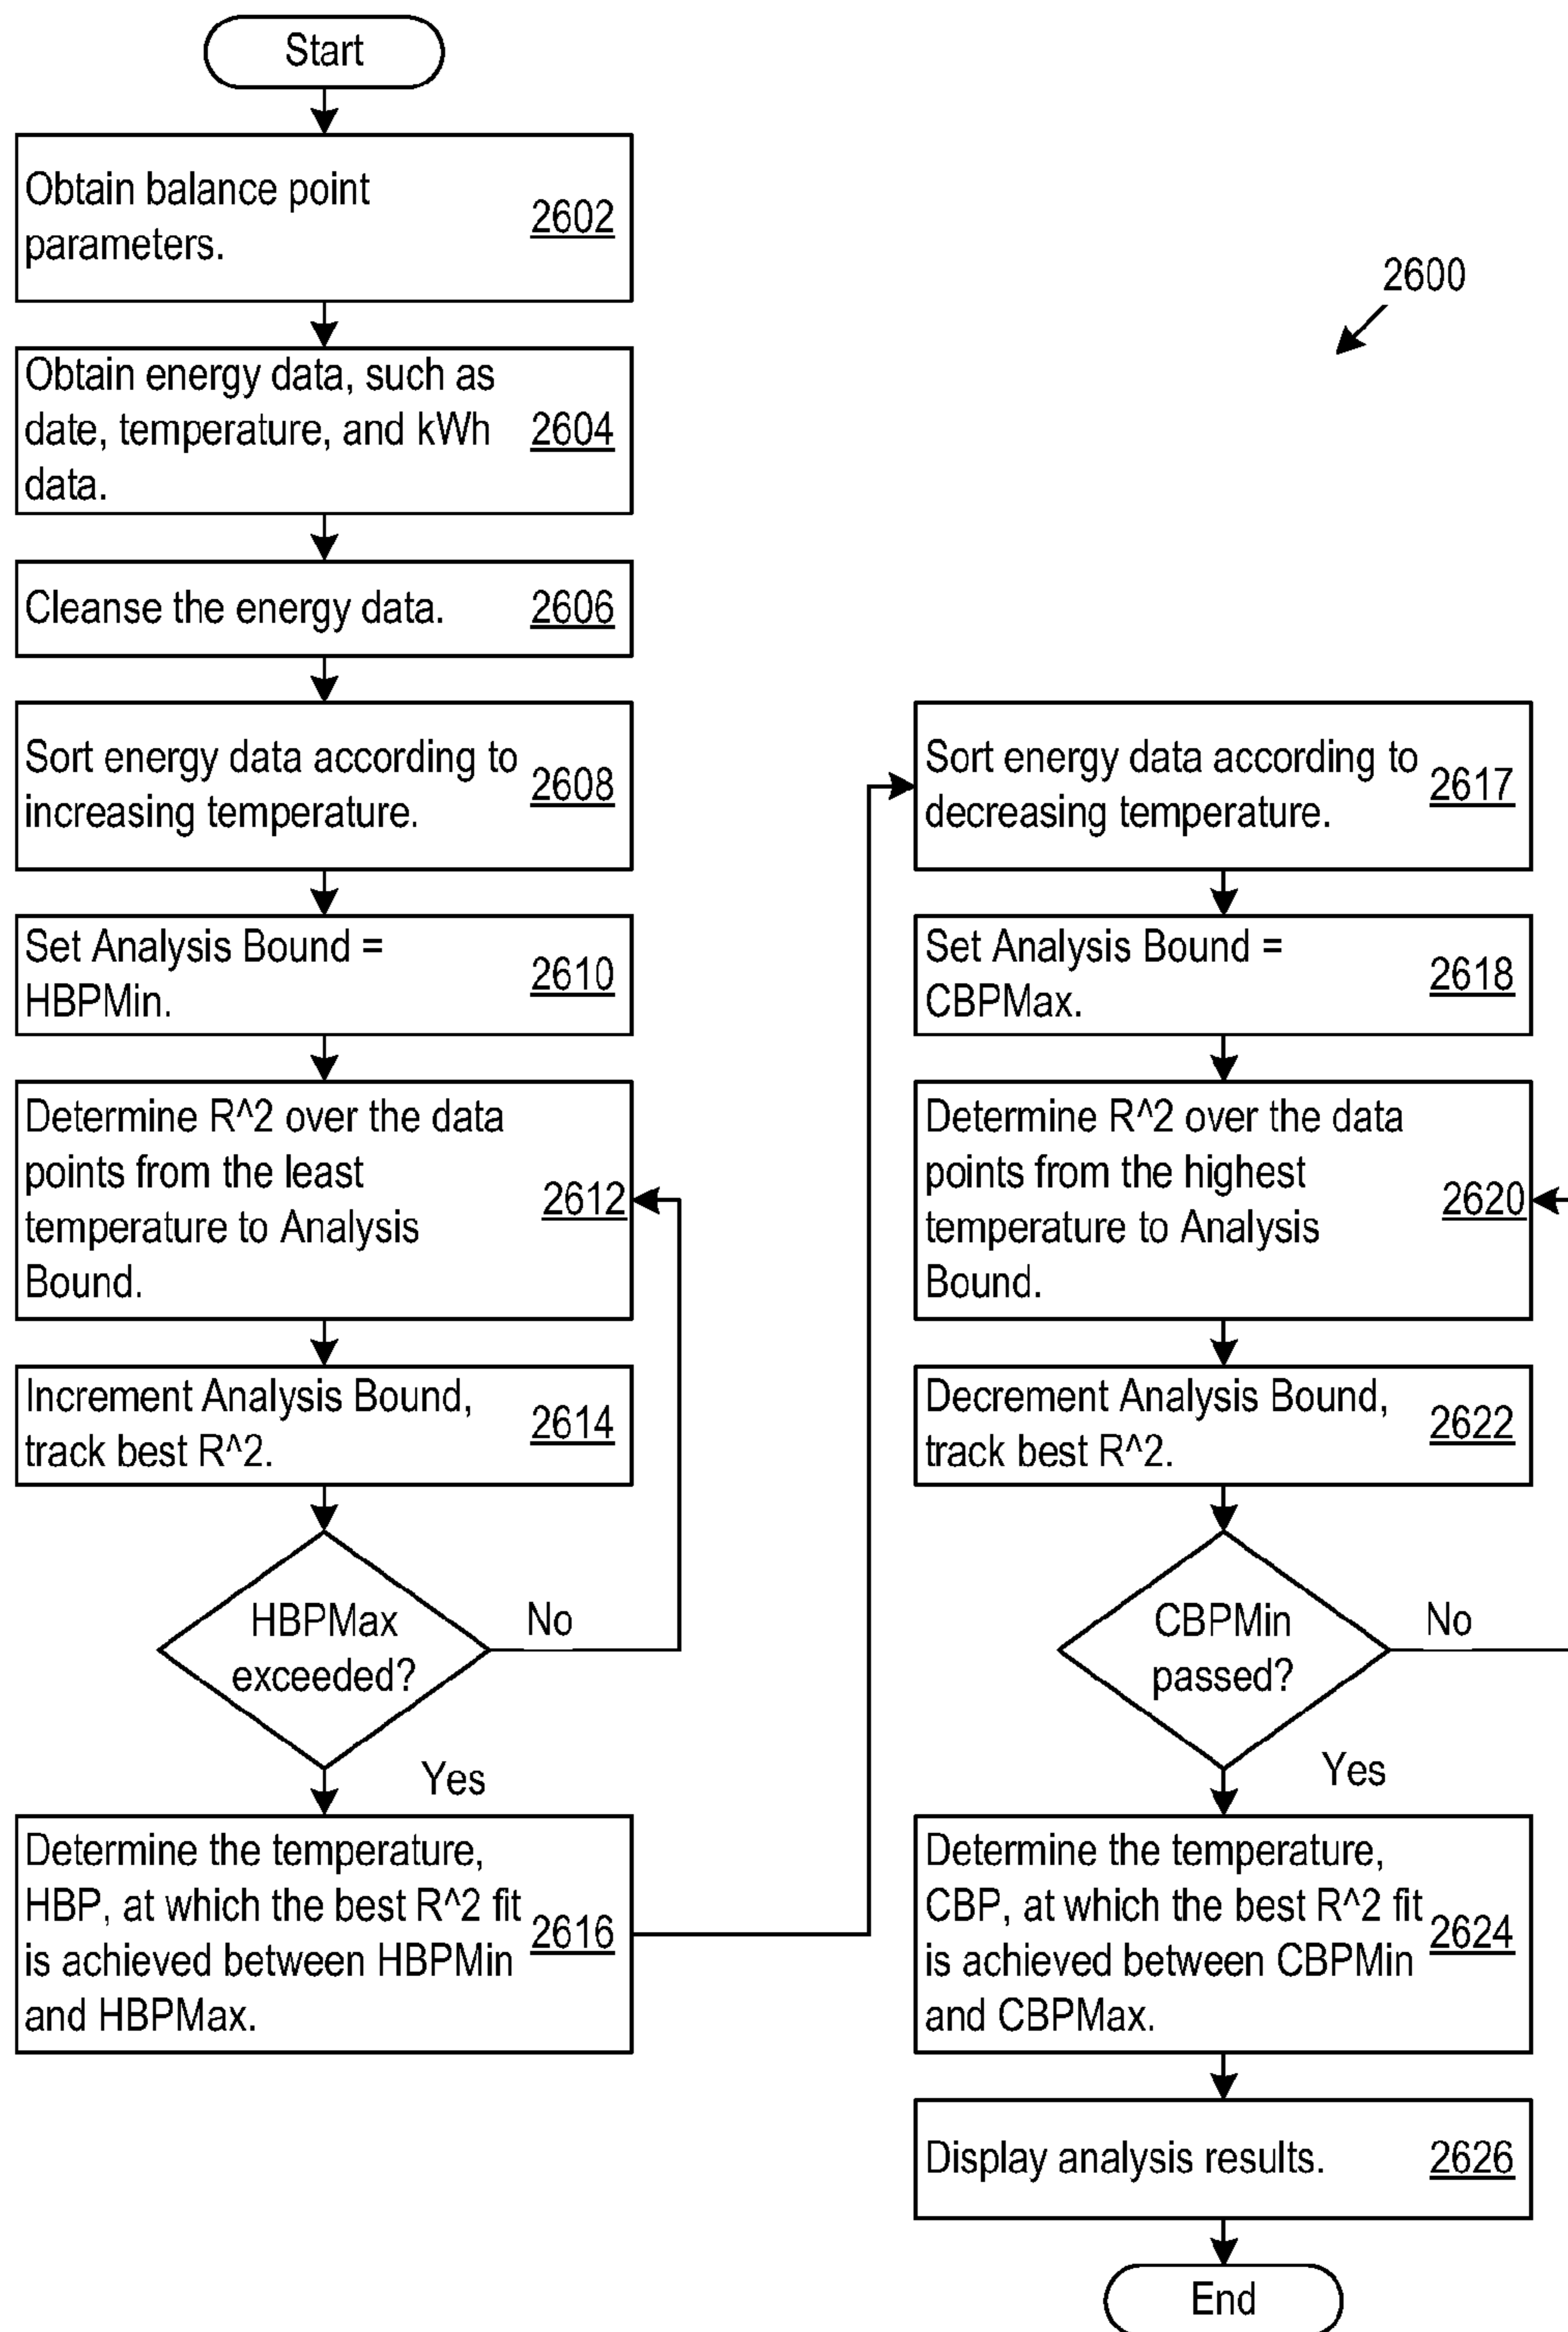 Start
Obtain balance point
parameters.
2602
Obtain energy data, such as
date, temperature, and kWh
data.
2604
Cleanse the energy data.
2606
Sort energy data according to
increasing temperature.
2608
Set Analysis Bound =
HBPMin.
2610
Determine R^2 over the data
points from the least
temperature to Analysis
Bound.
2612
Increment Analysis Bound,
track best R^2.
2614
HBPMax
exceeded?
No
Yes
Determine the temperature,
HBP, at which the best R^2 fit
is achieved between HBPMin
and HBPMax.
2616
2600
Sort energy data according to
decreasing temperature.
2617
Set Analysis Bound =
CBPMax.
2618
Determine R^2 over the data
points from the highest
temperature to Analysis
Bound.
2620
Decrement Analysis Bound,
track best R^2.
2622
CBPMin
passed?
No
Yes
Determine the temperature,
CBP, at which the best R^2 fit
is achieved between CBPMin
and CBPMax.
2624
Display analysis results.
2626
End